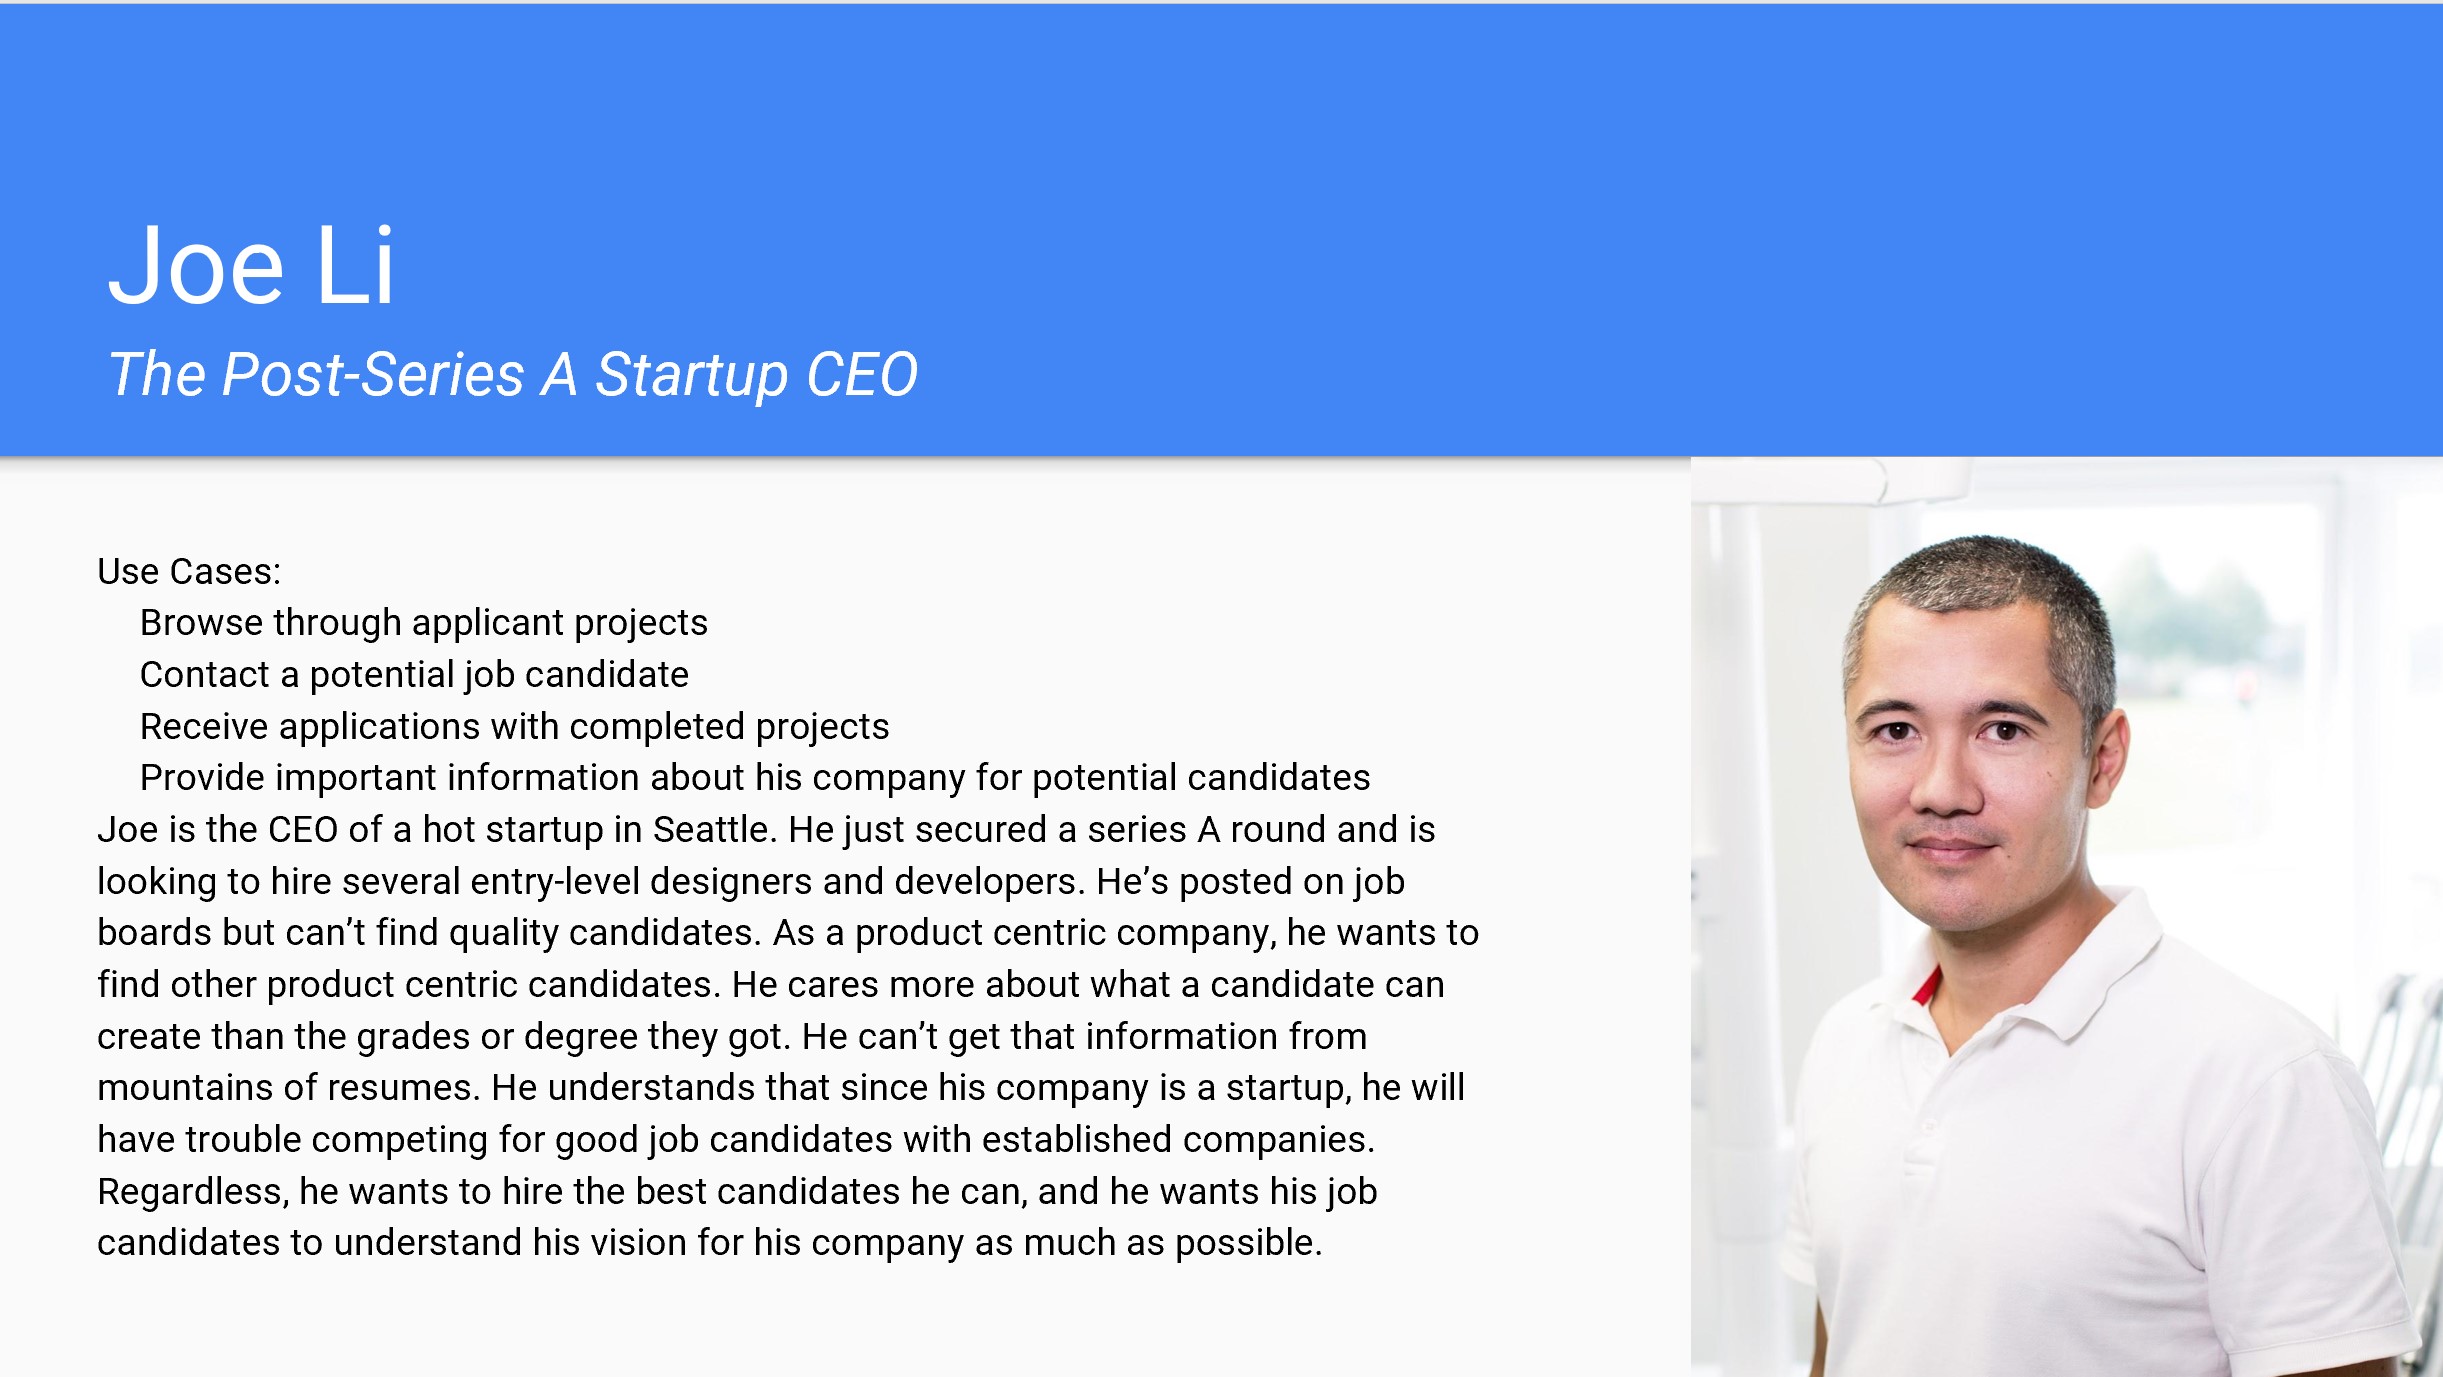 Joe Li
The Post-Series A Startup CEO
Use Cases:
Browse through applicant projects
Contact a potential job candidate
Receive applications with completed projects
Provide important information about his company for potential candidates
Joe is the CEO of a hot startup in Seattle. He just secured a series A round and is
looking to hire several entry-level designers and developers. He’s posted on job
boards but can’t find quality candidates. As a product centric company, he wants to
find other product centric candidates. He cares more about what a candidate can
create than the grades or degree they got. He can’t get that information from
mountains of resumes. He understands that since his company is a startup, he will
have trouble competing for good job candidates with established companies.
Regardless, he wants to hire the best candidates he can, and he wants his job
candidates to understand his vision for his company as much as possible.